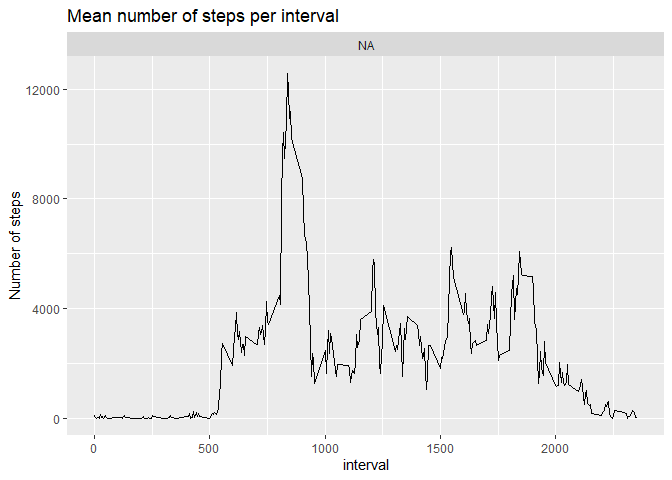 Mean number of steps per interval
NA
12000
8000
4000
0
Number of steps
0 500 1000 1500 2000
interval